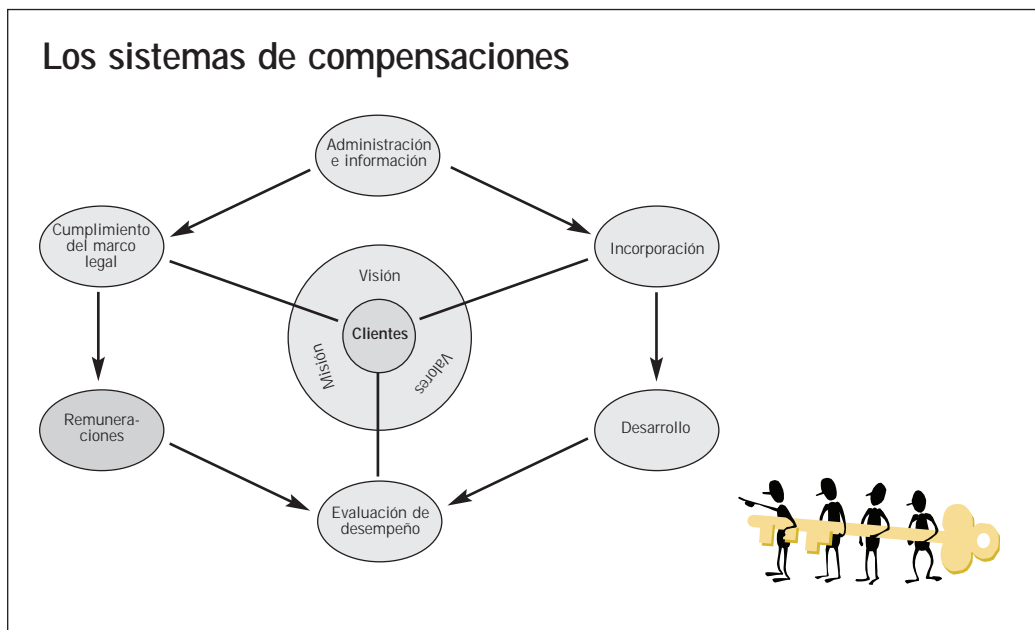 Los sistemas de compensaciones
Administración
e información
Cumplimiento
del marco
legal
Incorporación
Visión
Clientes
Misión
Valores
Remunera-
ciones
Desarrollo
Evaluación de
desempeño